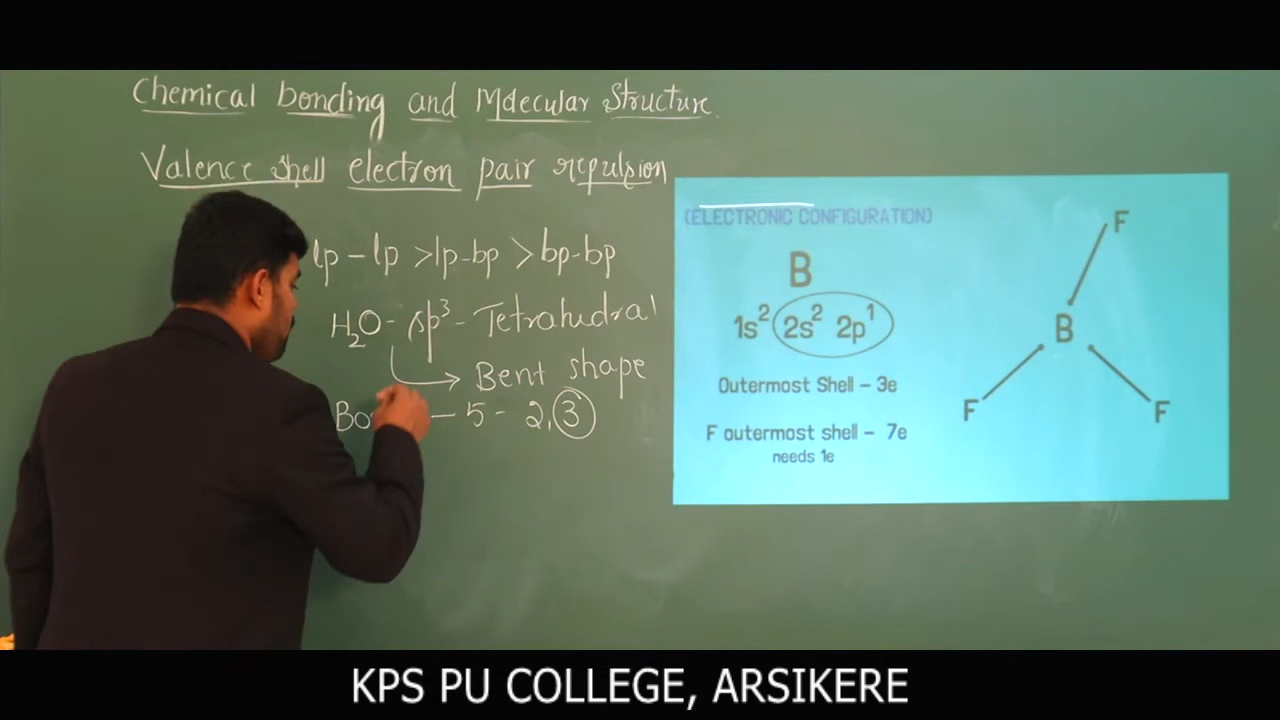 Chemical bonding and Molecular Structure.
Valence shell electron pair repulsion
lp - lp > lp-bp > bp-bp
H₂O - sp³ - Tetrahedral
Bent shape
- 5 - 2, 3
(ELECTRONIC CONFIGURATION)
B
1s² 2s² 2p¹
Outermost Shell - 3e
F outermost shell - 7e
needs 1e
F
B
F F
KPS PU COLLEGE, ARSIKERE